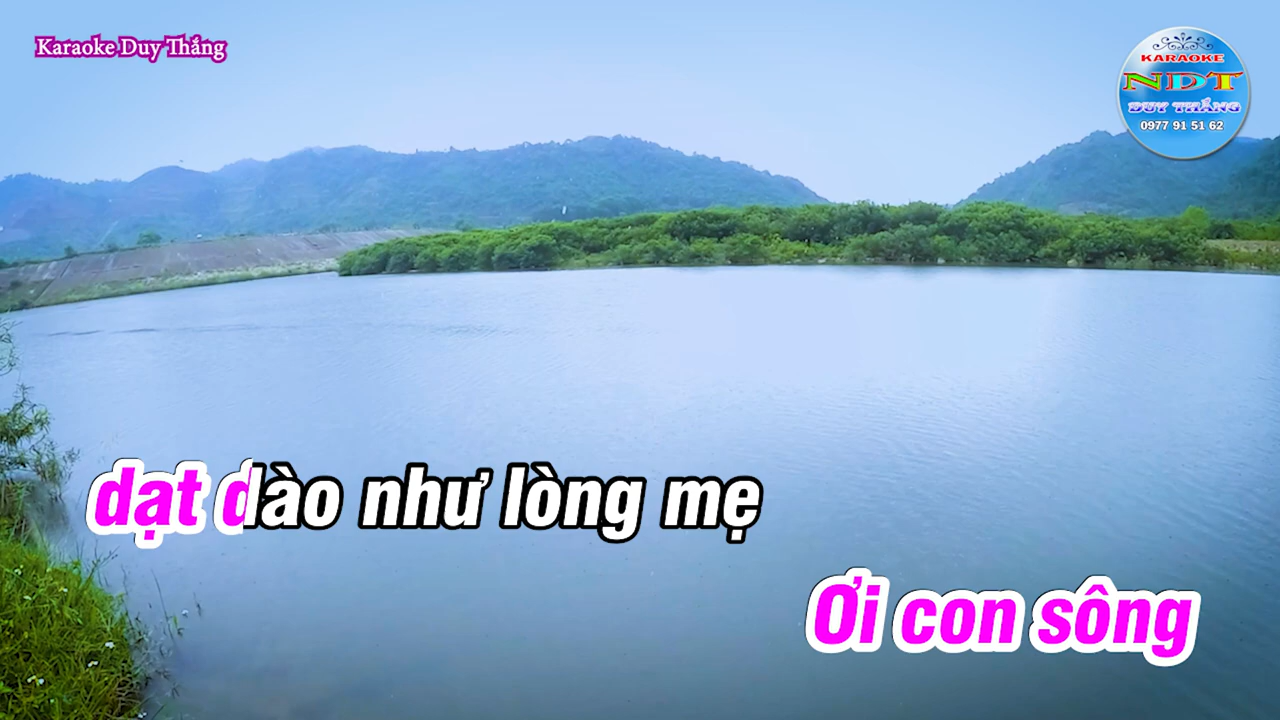 Karaoke Duy Thắng
KARAOKE
NDT
DUY THẮNG
0977 91 51 62
dạt dào như lòng mẹ
Ơi con sông